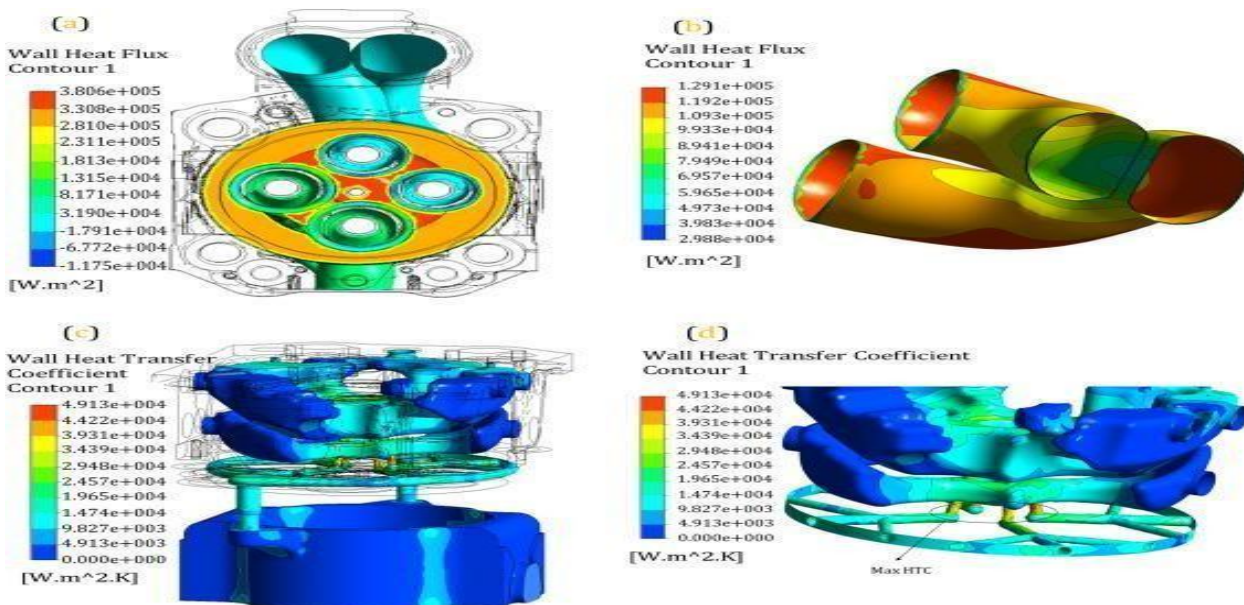 (a)
Wall Heat Flux
Contour 1
3.806e+005
3.308e+005
2.810e+005
2.311e+005
1.813e+004
1.315e+004
8.171e+004
3.190e+004
-1.791e+004
-6.772e+004
-1.175e+004
[W.m^2]
(b)
Wall Heat Flux
Contour 1
1.291e+005
1.192e+005
1.093e+005
9.933e+004
8.941e+004
7.949e+004
6.957e+004
5.965e+004
4.973e+004
3.983e+004
2.988e+004
[W.m^2]
(c)
Wall Heat Transfer
Coefficient
Contour 1
4.913e+004
4.422e+004
3.931e+004
3.439e+004
2.948e+004
2.457e+004
1.965e+004
1.474e+004
9.827e+003
4.913e+003
0.000e+000
[W.m^2.K]
(d)
Wall Heat Transfer Coefficient
Contour 1
4.913e+004
4.422e+004
3.931e+004
3.439e+004
2.948e+004
2.457e+004
1.965e+004
1.474e+004
9.827e+003
4.913e+003
0.000e+000
[W.m^2.K]
Max HTC